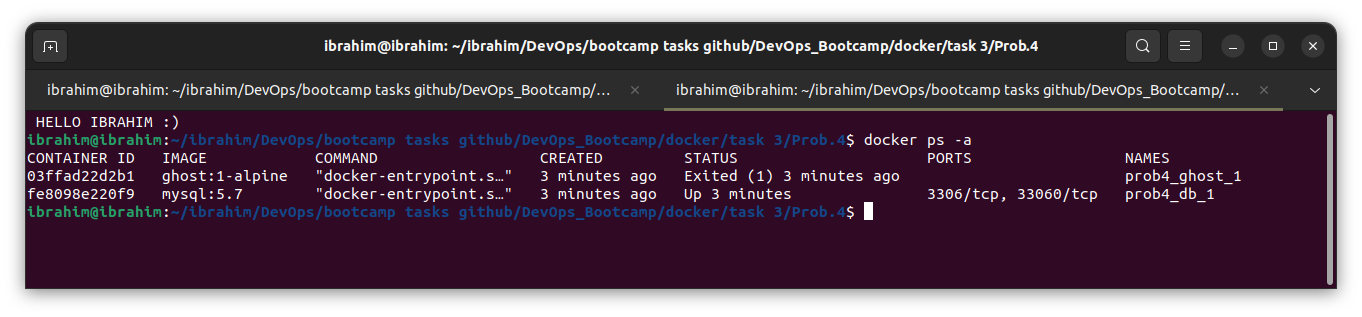 ibrahim@ibrahim: ~/ibrahim/DevOps/bootcamp tasks github/DevOps_Bootcamp/docker/task 3/Prob.4
ibrahim@ibrahim: ~/ibrahim/DevOps/bootcamp tasks github/DevOps_Bootcamp/... ibrahim@ibrahim: ~/ibrahim/DevOps/bootcamp tasks github/DevOps_Bootcamp/...
HELLO IBRAHIM :)
ibrahim@ibrahim:~/ibrahim/DevOps/bootcamp tasks github/DevOps_Bootcamp/docker/task 3/Prob.4$ docker ps -a
CONTAINER ID   IMAGE            COMMAND                  CREATED         STATUS                     PORTS                 NAMES
03ffad22d2b1   ghost:1-alpine   "docker-entrypoint.s…"   3 minutes ago   Exited (1) 3 minutes ago                         prob4_ghost_1
fe8098e220f9   mysql:5.7        "docker-entrypoint.s…"   3 minutes ago   Up 3 minutes               3306/tcp, 33060/tcp   prob4_db_1
ibrahim@ibrahim:~/ibrahim/DevOps/bootcamp tasks github/DevOps_Bootcamp/docker/task 3/Prob.4$